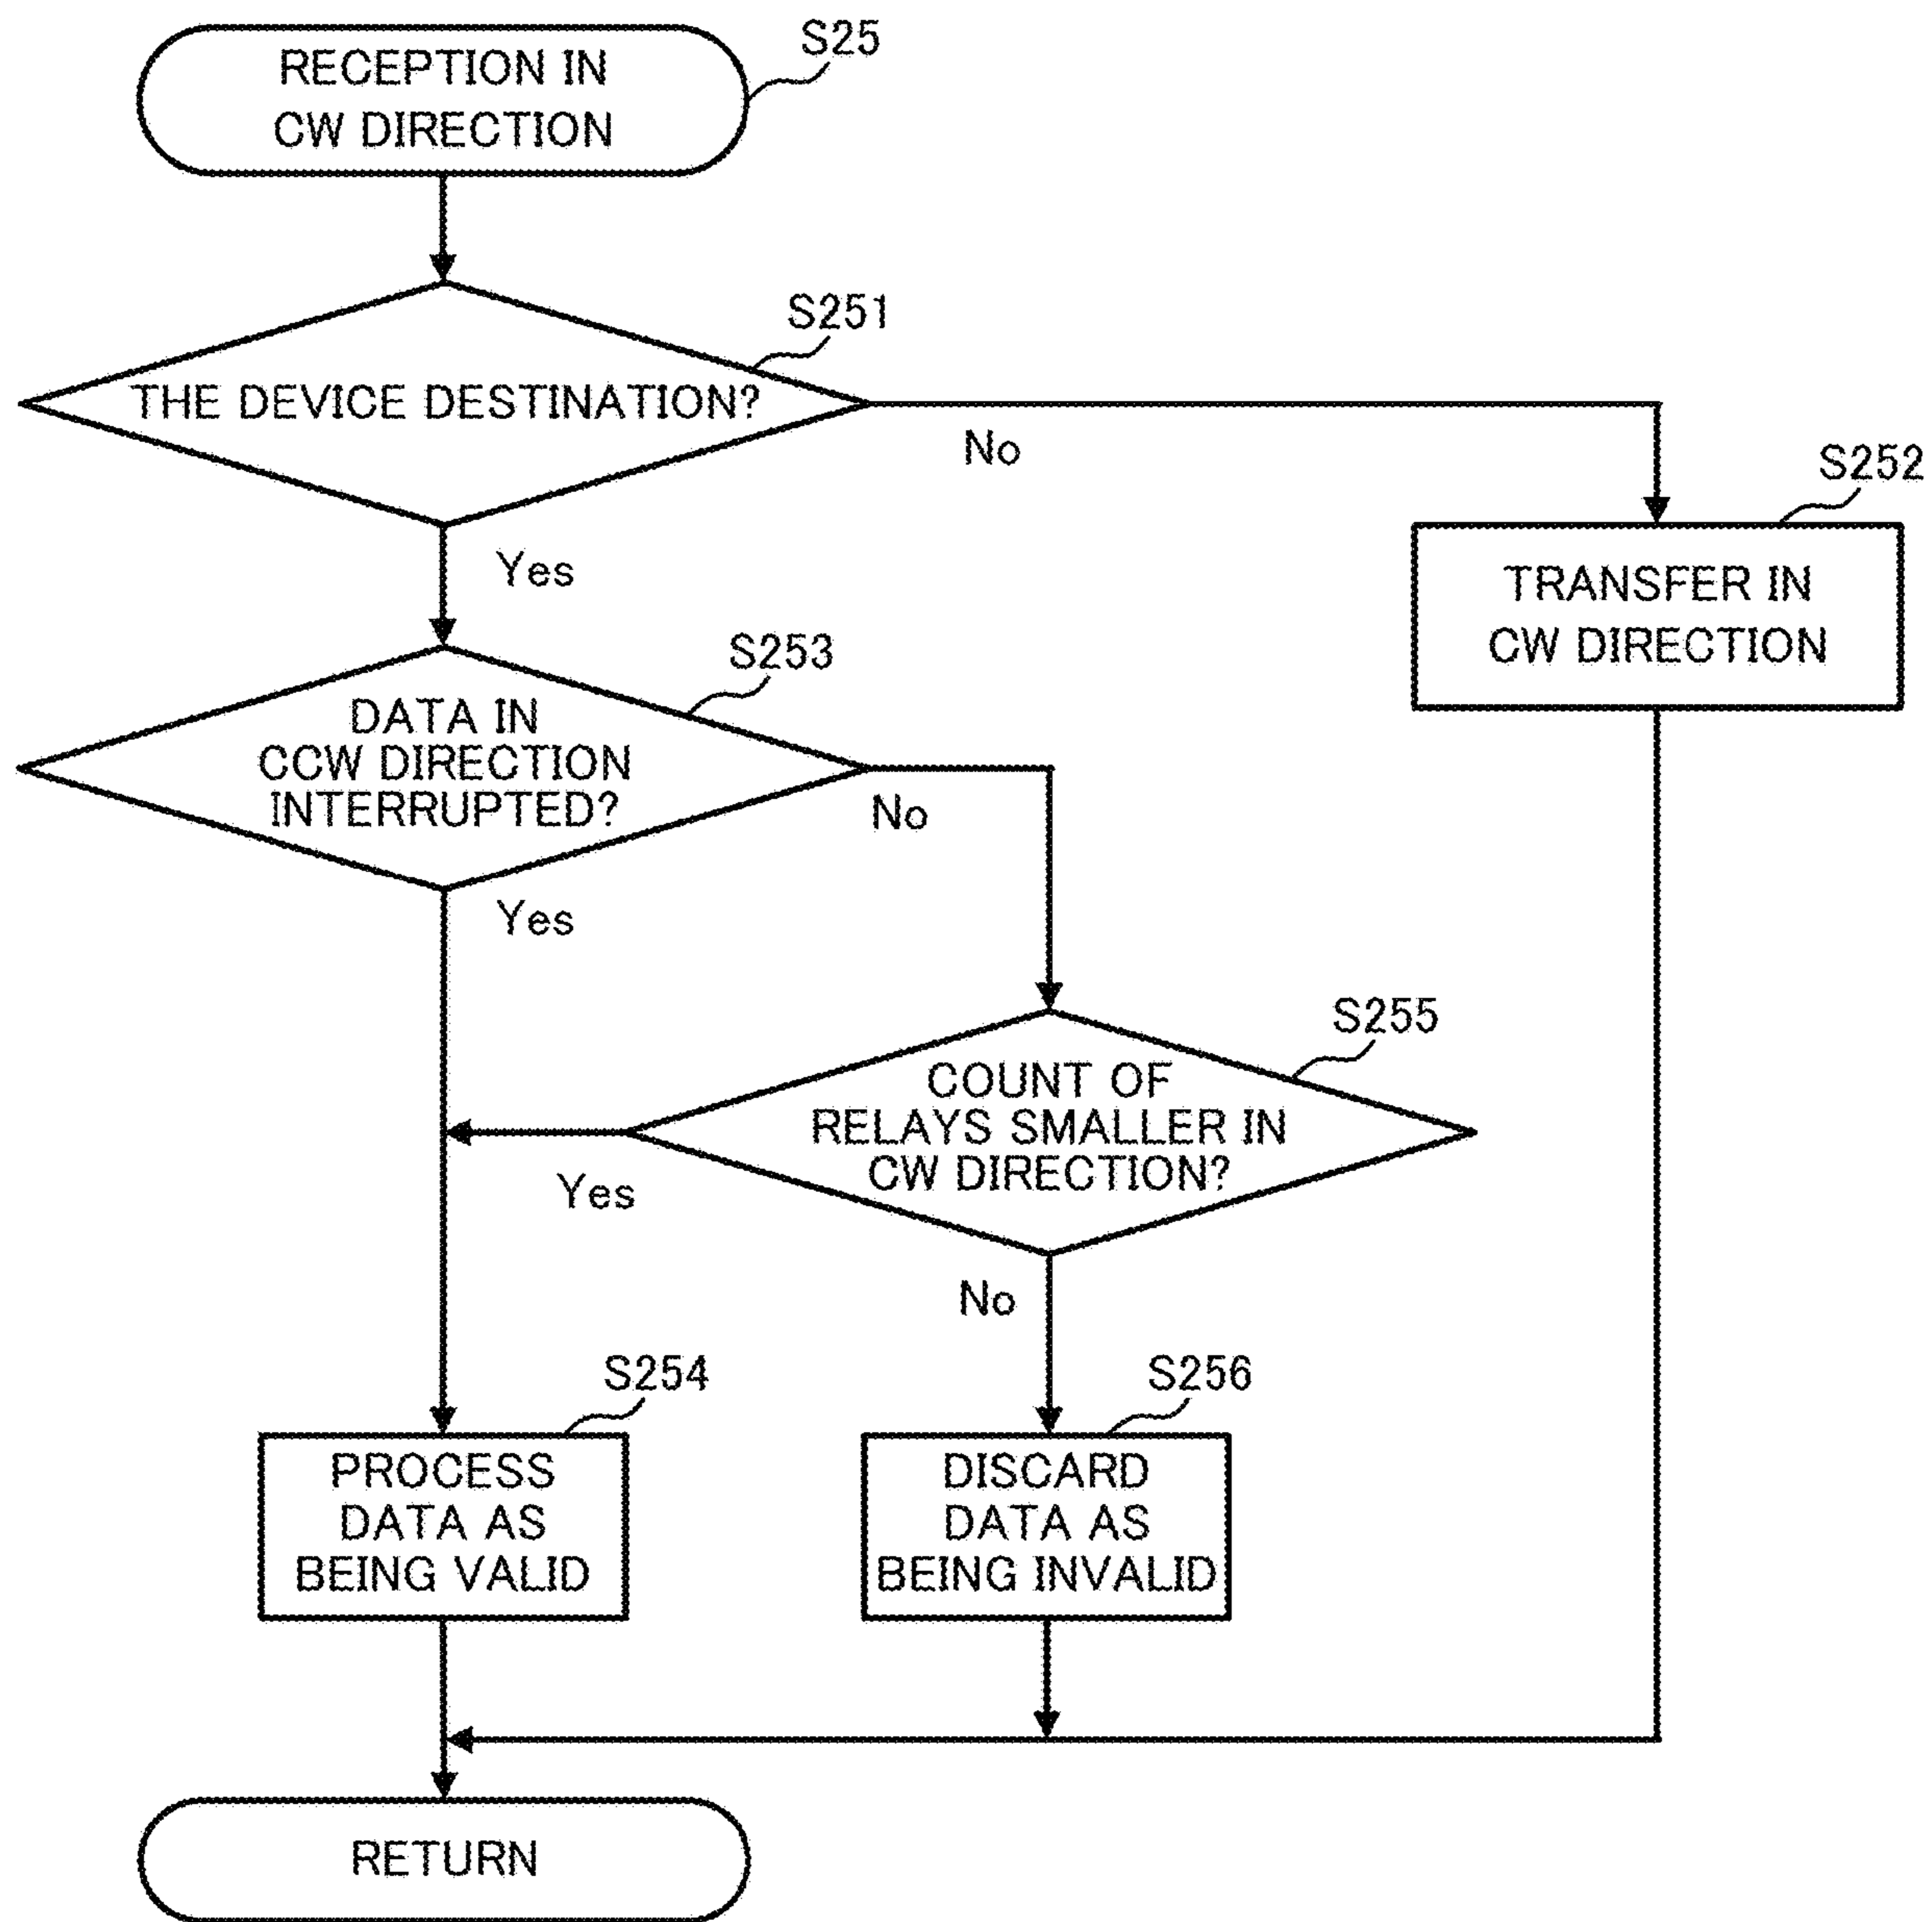 RECEPTION IN
CW DIRECTION
S25
THE DEVICE DESTINATION?
S251
No
Yes
S252
TRANSFER IN
CW DIRECTION
S253
DATA IN
CCW DIRECTION
INTERRUPTED?
No
Yes
S255
COUNT OF
RELAYS SMALLER IN
CW DIRECTION?
Yes
No
S254
PROCESS
DATA AS
BEING VALID
S256
DISCARD
DATA AS
BEING INVALID
RETURN